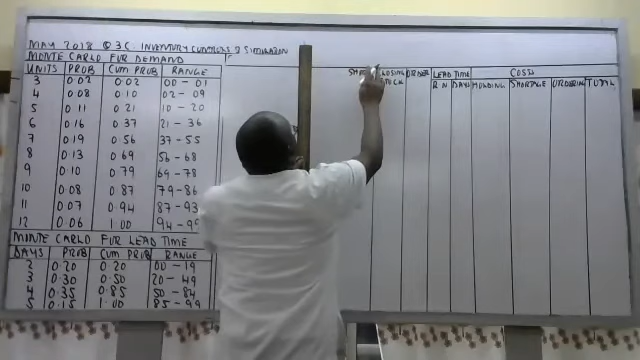 MAY 2018 Q3C. INVENTORY CONTROLS & SIMULATION
MONTE CARLO FUR DEMAND
UNITS PROB CUM PROB RANGE
3 0.02 0.02 00 - 01
4 0.08 0.10 02 - 09
5 0.11 0.21 10 - 20
6 0.16 0.37 21 - 36
7 0.19 0.56 37 - 55
8 0.13 0.69 56 - 68
9 0.10 0.79 69 - 78
10 0.08 0.87 79 - 86
11 0.07 0.94 87 - 93
12 0.06 1.00 94 - 99
MONTE CARLO FUR LEAD TIME
DAYS PROB CUM PROB RANGE
2 0.20 0.20 00 - 19
3 0.30 0.50 20 - 49
4 0.35 0.85 50 - 84
5 0.15 1.00 85 - 99
ORDER LEAD TIME COSTS
R.N DAYS HOLDING SHORTAGE ORDERING TOTAL